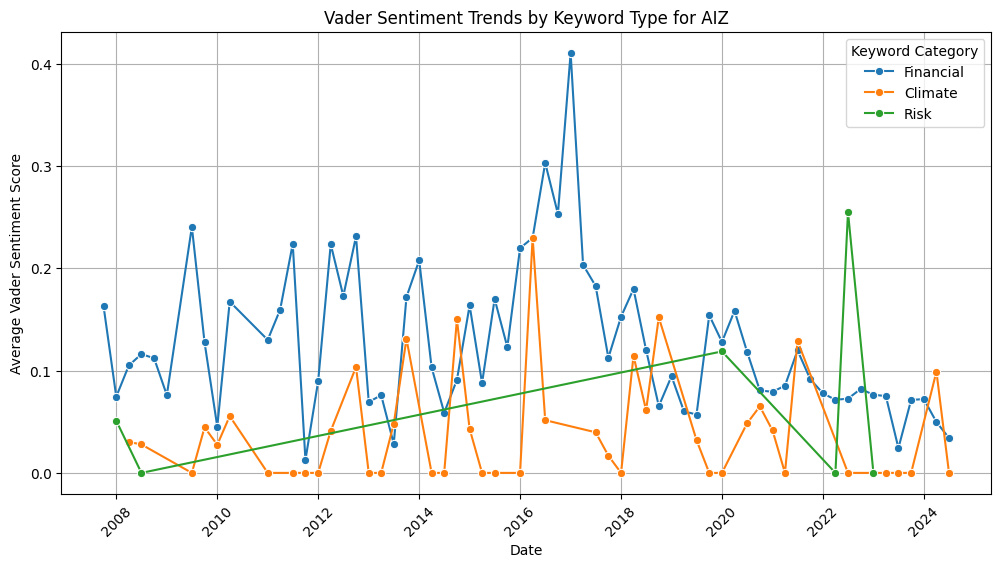 Vader Sentiment Trends by Keyword Type for AIZ
Keyword Category
Financial
Climate
Risk
Average Vader Sentiment Score
0.4
0.3
0.2
0.1
0.0
2008
2010
2012
2014
2016
2018
2020
2022
2024
Date